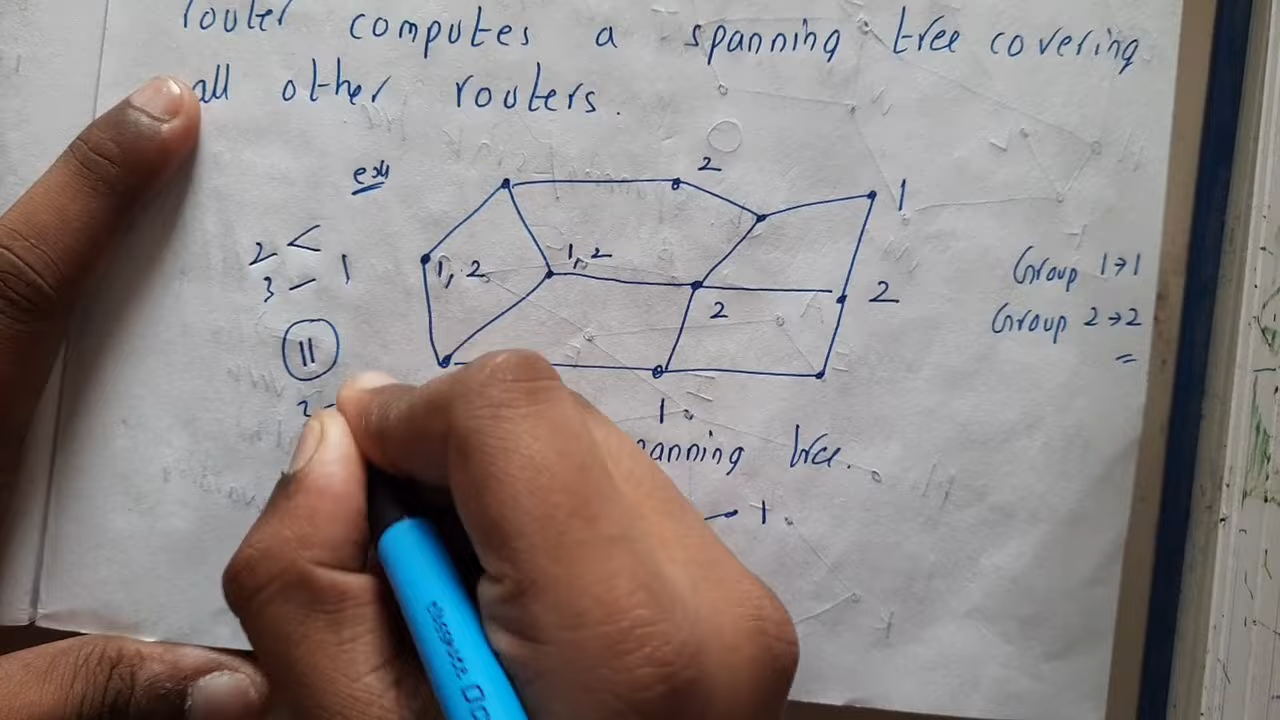 router computes a spanning tree covering
all other routers.
ex:
2
1
1, 2
1, 2
2 <
3 – 1
2
2
Group 1→1
Group 2→2
11
2 –
1
spanning tree.
1